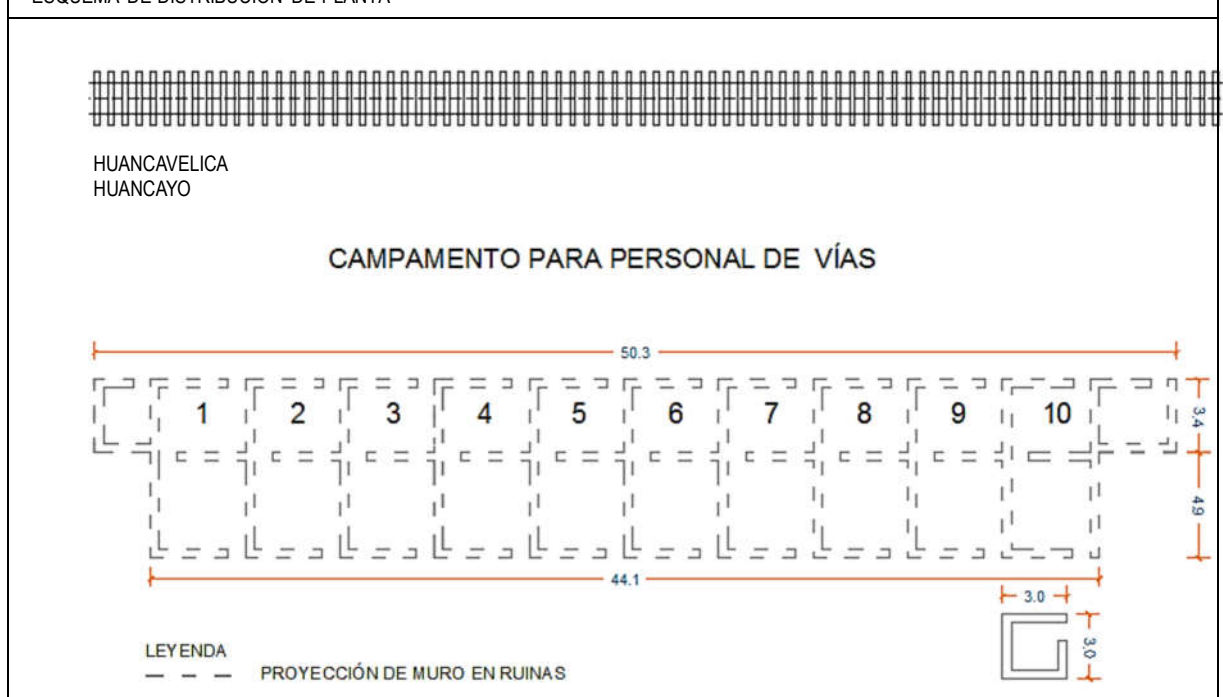 ESQUEMA DE DISTRIBUCIÓN DE PLANTA
HUANCAVELICA
HUANCAYO
CAMPAMENTO PARA PERSONAL DE VÍAS
50.3
1 2 3 4 5 6 7 8 9 10
3.4
4.9
44.1
3.0
3.0
LEYENDA
PROYECCIÓN DE MURO EN RUINAS